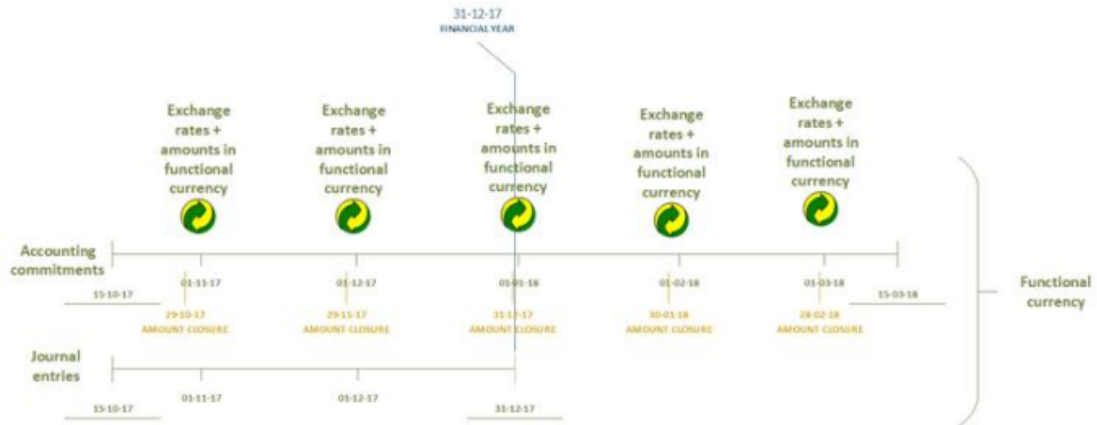 31-12-17
FINANCIAL YEAR
Exchange
rates +
amounts in
functional
currency
Exchange
rates +
amounts in
functional
currency
Exchange
rates +
amounts in
functional
currency
Exchange
rates +
amounts in
functional
currency
Exchange
rates +
amounts in
functional
currency
Accounting
commitments
15-10-17
01-11-17
01-12-17
01-01-18
01-02-18
01-03-18
15-03-18
29-10-17
AMOUNT CLOSURE
29-11-17
AMOUNT CLOSURE
31-12-17
AMOUNT CLOSURE
30-01-18
AMOUNT CLOSURE
28-02-18
AMOUNT CLOSURE
Functional
currency
Journal
entries
15-10-17
01-11-17
01-12-17
31-12-17